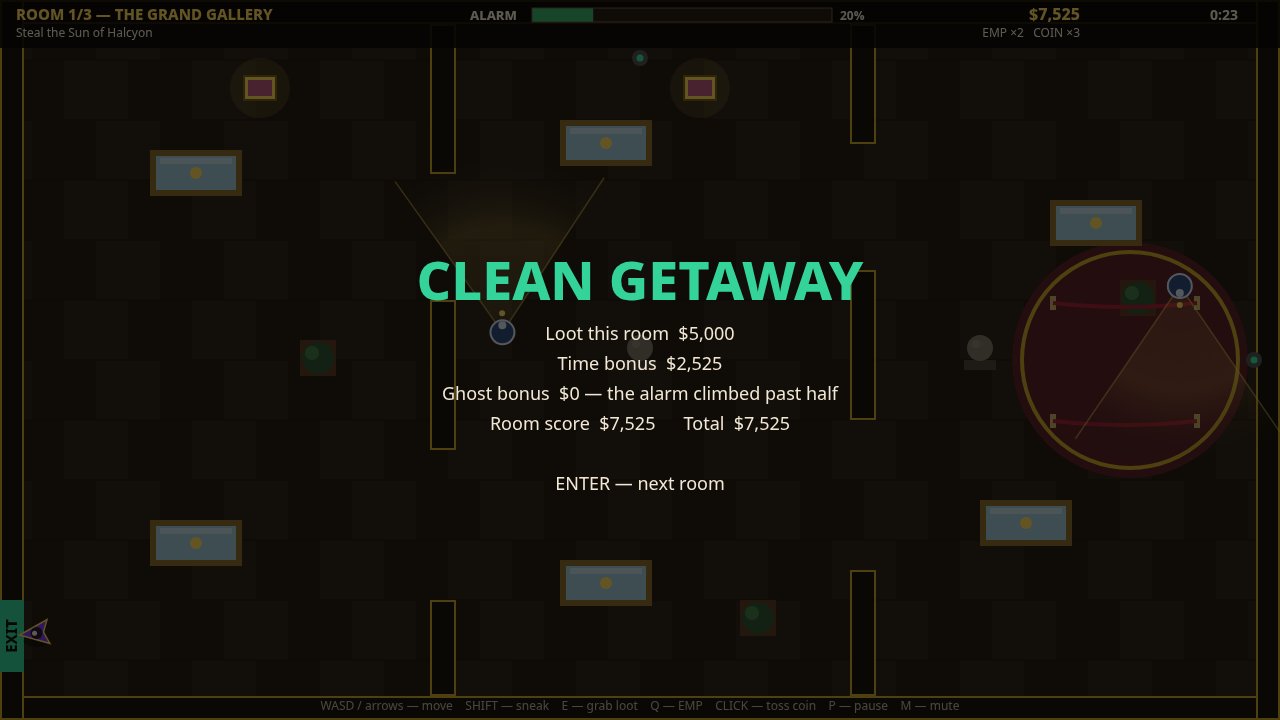 ROOM 1/3 — THE GRAND GALLERY
ALARM
20%
$7,525
0:23
Steal the Sun of Halcyon
EMP ×2   COIN ×3
CLEAN GETAWAY
Loot this room  $5,000
Time bonus  $2,525
Ghost bonus  $0 — the alarm climbed past half
Room score  $7,525      Total  $7,525
ENTER — next room
EXIT
WASD / arrows — move    SHIFT — sneak    E — grab loot    Q — EMP    CLICK — toss coin    P — pause    M — mute